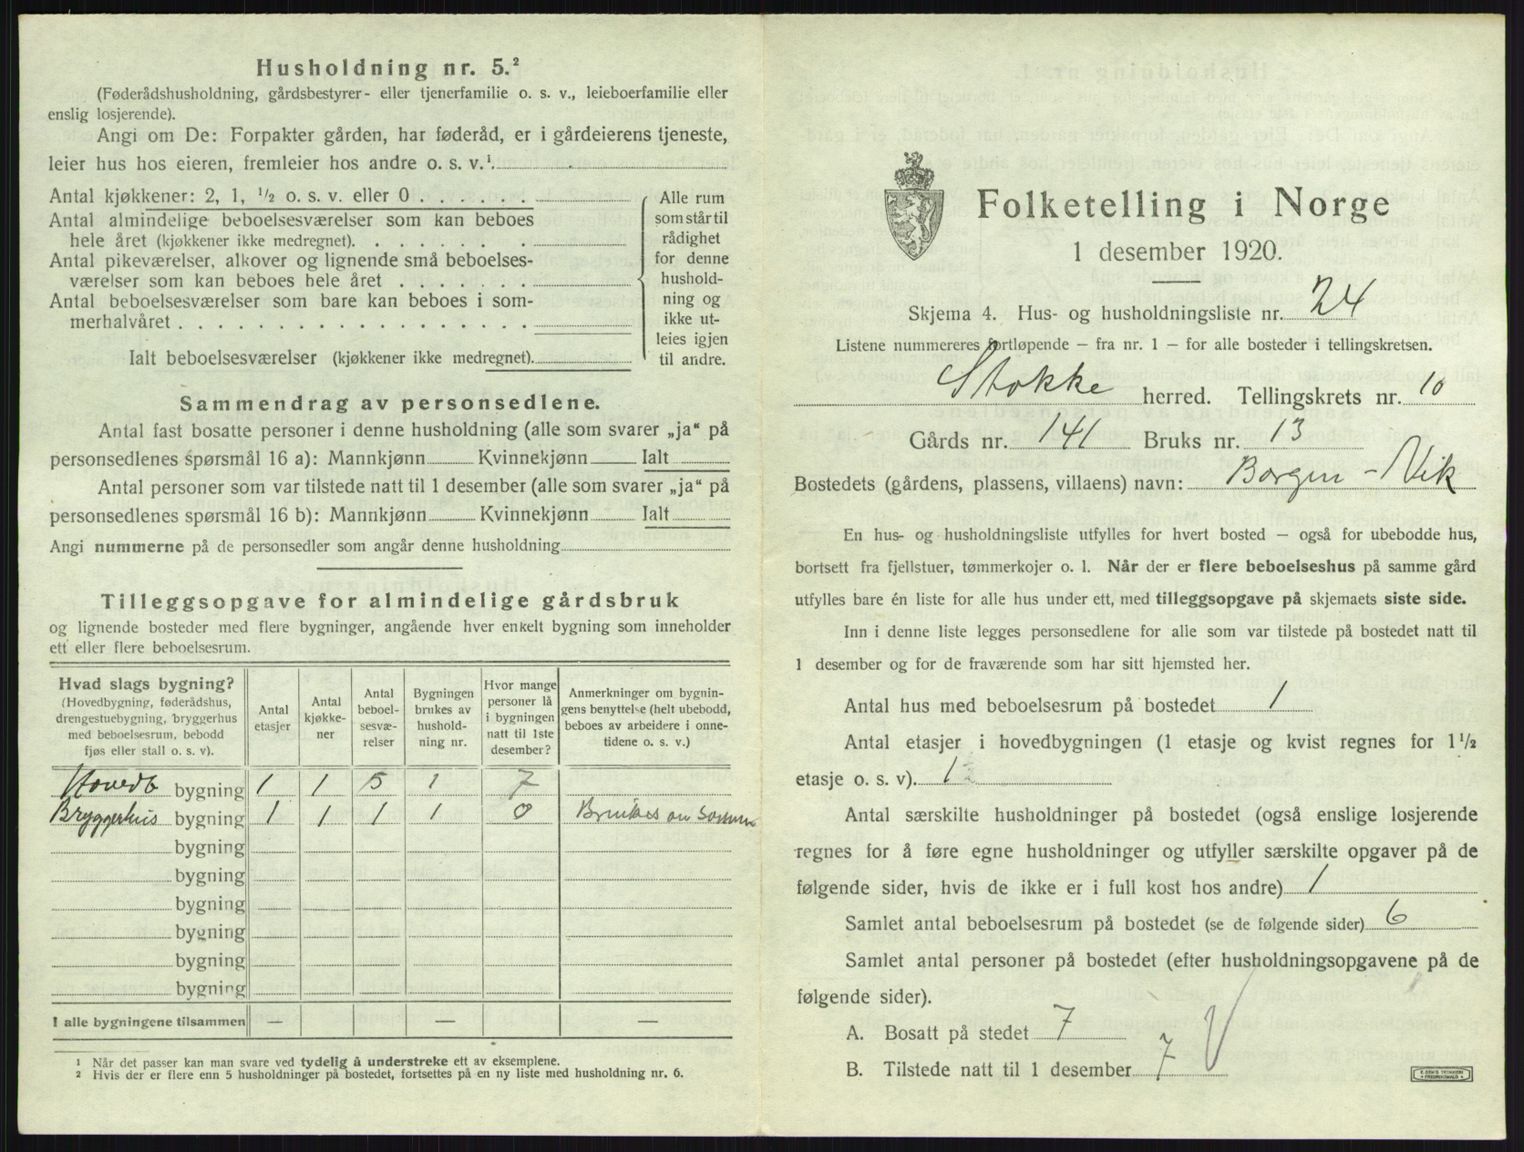 Husholdning nr. 5.²
(Føderådshusholdning, gårdsbestyrer- eller tjenerfamilie o. s. v., leieboerfamilie eller
enslig losjerende).
Angi om De: Forpakter gården, har føderåd, er i gårdeierens tjeneste,
leier hus hos eieren, fremleier hos andre o. s. v.¹
Antal kjøkkener: 2, 1, ½ o. s. v. eller 0 . . . . . .
Antal almindelige beboelsesværelser som kan beboes
hele året (kjøkkener ikke medregnet). . . . . . . .
Antal pikeværelser, alkover og lignende små beboelses-
værelser som kan beboes hele året . . . . . . .
Antal beboelsesværelser som bare kan beboes i som-
merhalvåret . . . . . . . . . . . . . . . . . .
Ialt beboelsesværelser (kjøkkener ikke medregnet).
Alle rum
som står til
rådighet
for denne
hushold-
ning og
ikke ut-
leies igjen
til andre.
Sammendrag av personsedlene.
Antal fast bosatte personer i denne husholdning (alle som svarer „ja" på
personsedlenes spørsmål 16 a): Mannkjønn Kvinnekjønn Ialt
Antal personer som var tilstede natt til 1 desember (alle som svarer „ja" på
personsedlenes spørsmål 16 b): Mannkjønn Kvinnekjønn Ialt
Angi nummerne på de personsedler som angår denne husholdning
Tilleggsopgave for almindelige gårdsbruk
og lignende bosteder med flere bygninger, angående hver enkelt bygning som inneholder
ett eller flere beboelsesrum.
Hvad slags bygning?
(Hovedbygning, føderådshus,
drengestuebygning, bryggerhus
med beboelsesrum, bebodd
fjøs eller stall o. s. v).
Antal
etasjer
Antal
kjøkke-
ner
Antal
beboel-
sesvæ-
relser
Bygningen
brukes av
hushold-
ning nr.
Hvor mange
personer lå
i bygningen
natt til 1ste
desember?
Anmerkninger om bygnin-
gens benyttelse (helt ubebodd,
beboes av arbeidere i onne-
tidene o. s. v.)
Hovedb bygning 1 1 5 1 7
Bryggerhus bygning 1 1 1 1 0 Brukes om Sommer
bygning
bygning
bygning
bygning
bygning
bygning
I alle bygningene tilsammen — — —
¹ Når det passer kan man svare ved tydelig å understreke ett av eksemplene.
² Hvis der er flere enn 5 husholdninger på bostedet, fortsettes på en ny liste med husholdning nr. 6.
Folketelling i Norge
1 desember 1920.
Skjema 4. Hus- og husholdningsliste nr. 24
Listene nummereres fortløpende — fra nr. 1 — for alle bosteder i tellingskretsen.
Stokke herred. Tellingskrets nr. 10
Gårds nr. 141 Bruks nr. 13
Bostedets (gårdens, plassens, villaens) navn: Borgen - Vik
En hus- og husholdningsliste utfylles for hvert bosted — også for ubebodde hus,
bortsett fra fjellstuer, tømmerkojer o. l. Når der er flere beboelseshus på samme gård
utfylles bare én liste for alle hus under ett, med tilleggsopgave på skjemaets siste side.
Inn i denne liste legges personsedlene for alle som var tilstede på bostedet natt til
1 desember og for de fraværende som har sitt hjemsted her.
Antal hus med beboelsesrum på bostedet 1
Antal etasjer i hovedbygningen (1 etasje og kvist regnes for 1½
etasje o. s. v). 1½
Antal særskilte husholdninger på bostedet (også enslige losjerende
regnes for å føre egne husholdninger og utfyller særskilte opgaver på de
følgende sider, hvis de ikke er i full kost hos andre) 1
Samlet antal beboelsesrum på bostedet (se de følgende sider) 6
Samlet antal personer på bostedet (efter husholdningsopgavene på de
følgende sider).
A. Bosatt på stedet 7
B. Tilstede natt til 1 desember 7 V